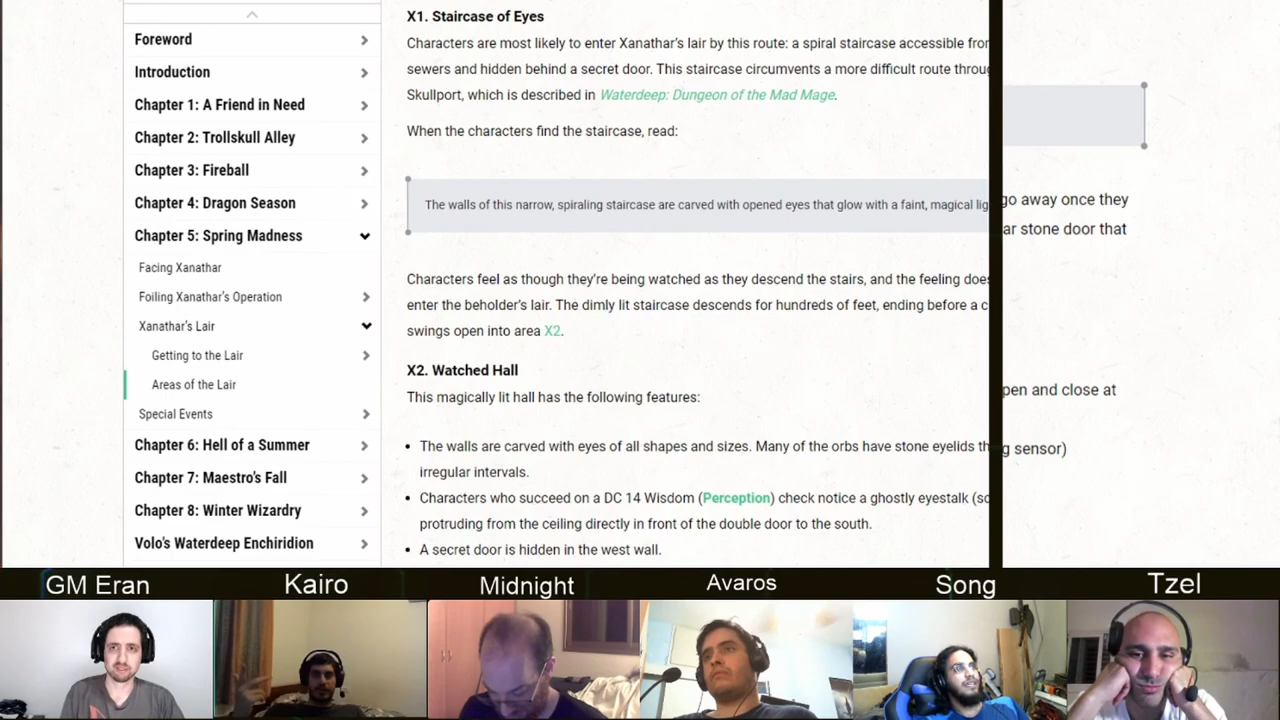 Foreword
Introduction
Chapter 1: A Friend in Need
Chapter 2: Trollskull Alley
Chapter 3: Fireball
Chapter 4: Dragon Season
Chapter 5: Spring Madness
Facing Xanathar
Foiling Xanathar's Operation
Xanathar's Lair
Getting to the Lair
Areas of the Lair
Special Events
Chapter 6: Hell of a Summer
Chapter 7: Maestro's Fall
Chapter 8: Winter Wizardry
Volo's Waterdeep Enchiridion
X1. Staircase of Eyes
Characters are most likely to enter Xanathar's lair by this route: a spiral staircase accessible
sewers and hidden behind a secret door. This staircase circumvents a more difficult route
Skullport, which is described in Waterdeep: Dungeon of the Mad Mage.
When the characters find the staircase, read:
The walls of this narrow, spiraling staircase are carved with opened eyes that glow with a faint, magical
Characters feel as though they're being watched as they descend the stairs, and the feeling
enter the beholder's lair. The dimly lit staircase descends for hundreds of feet, ending before a
swings open into area X2.
X2. Watched Hall
This magically lit hall has the following features:
• The walls are carved with eyes of all shapes and sizes. Many of the orbs have stone eyelids
irregular intervals.
• Characters who succeed on a DC 14 Wisdom (Perception) check notice a ghostly eyestalk
protruding from the ceiling directly in front of the double door to the south.
• A secret door is hidden in the west wall.
go away once they
ar stone door that
pen and close at
g sensor)
GM Eran
Kairo
Midnight
Avaros
Song
Tzel